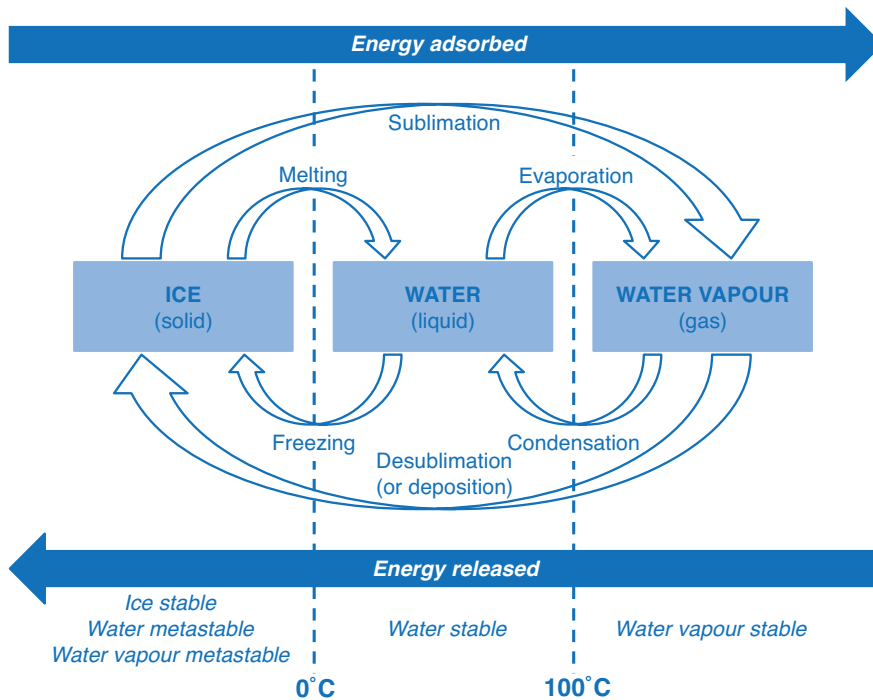 Energy adsorbed
Sublimation
Melting
Evaporation
ICE
(solid)
WATER
(liquid)
WATER VAPOUR
(gas)
Freezing
Condensation
Desublimation
(or deposition)
Energy released
Ice stable
Water metastable
Water vapour metastable
Water stable
Water vapour stable
0°C
100°C